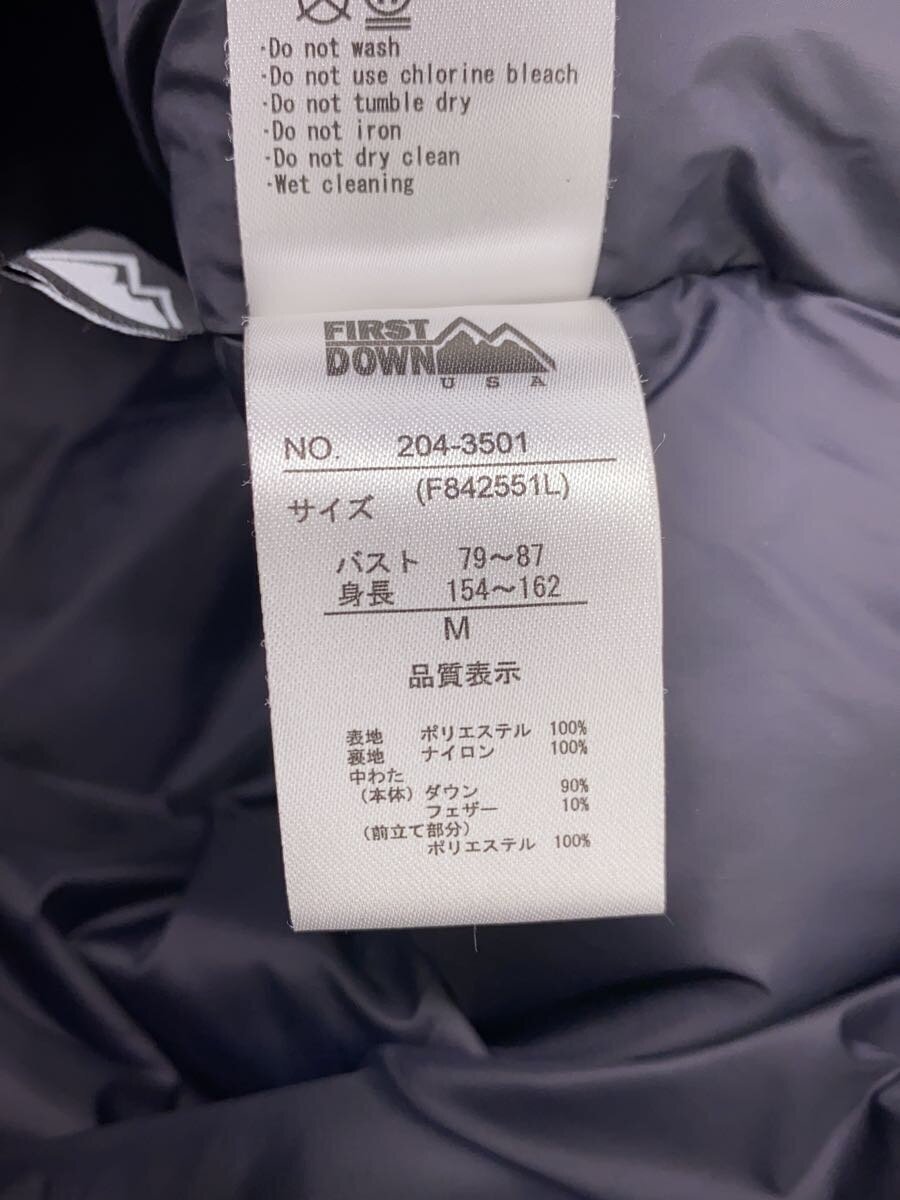 ·Do not wash
·Do not use chlorine bleach
·Do not tumble dry
·Do not iron
·Do not dry clean
·Wet cleaning
FIRST
DOWN
USA
NO. 204-3501
サイズ (F842551L)
バスト 79～87
身長 154～162
M
品質表示
表地 ポリエステル 100%
裏地 ナイロン 100%
中わた
(本体) ダウン 90%
フェザー 10%
(前立て部分)
ポリエステル 100%